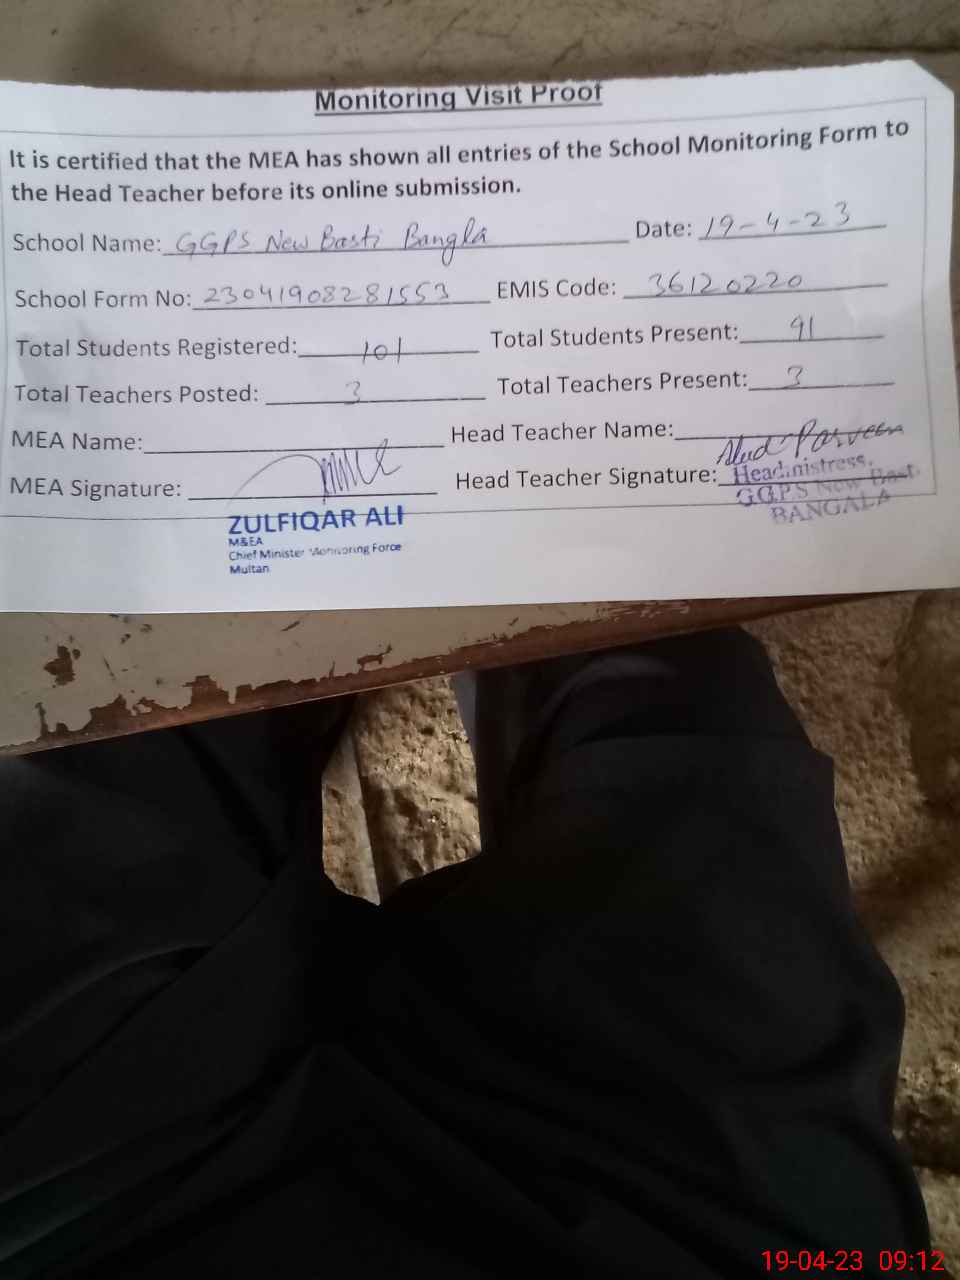 Monitoring Visit Proof
It is certified that the MEA has shown all entries of the School Monitoring Form to
the Head Teacher before its online submission.
School Name: GGPS New Basti Bangla Date: 19-4-23
School Form No: 23041908281553 EMIS Code: 36120220
Total Students Registered: 101 Total Students Present: 91
Total Teachers Posted: 3 Total Teachers Present: 3
MEA Name: Head Teacher Name:
Parveen
MEA Signature: Head Teacher Signature: Headmistress,
ZULFIQAR ALI GGPS New Bast
M&EA BANGALA
Chief Minister Monitoring Force
Multan
19-04-23 09:12